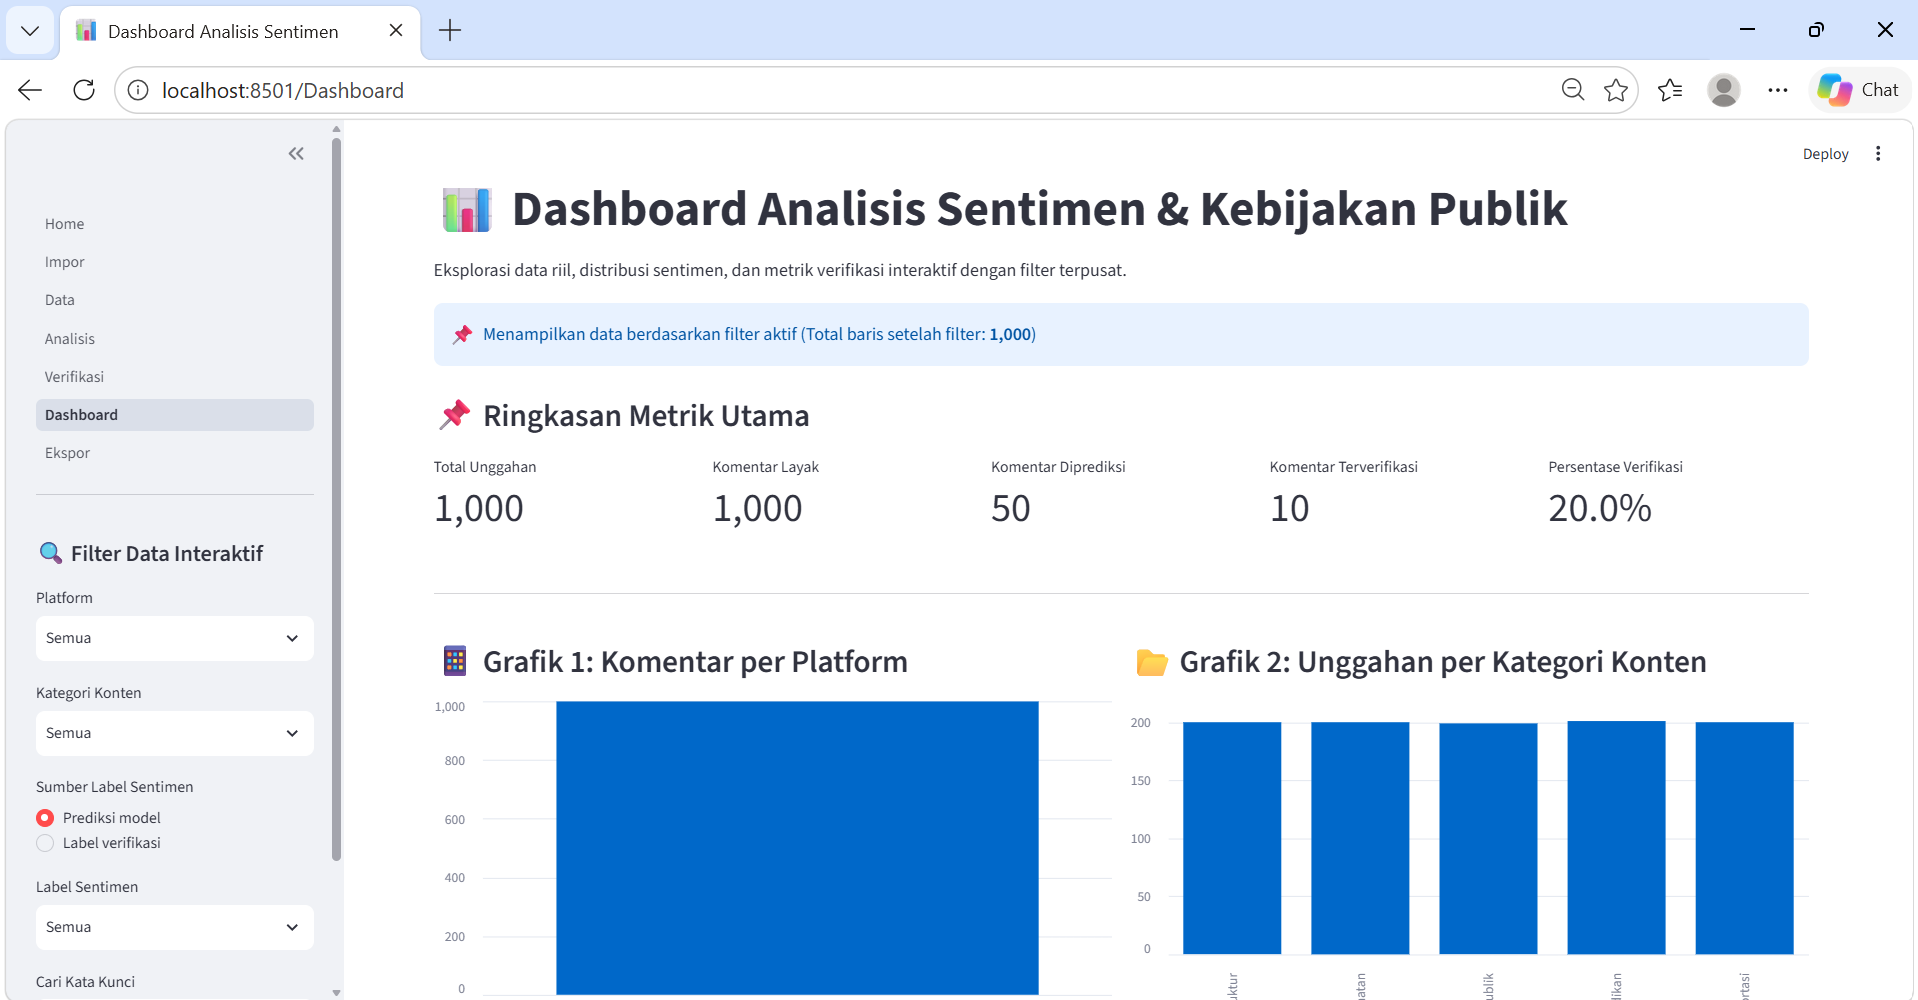 Dashboard Analisis Sentimen
localhost:8501/Dashboard
Chat
Deploy
Home
Impor
Data
Analisis
Verifikasi
Dashboard
Ekspor
Filter Data Interaktif
Platform
Semua
Kategori Konten
Semua
Sumber Label Sentimen
Prediksi model
Label verifikasi
Label Sentimen
Semua
Cari Kata Kunci
Dashboard Analisis Sentimen & Kebijakan Publik
Eksplorasi data riil, distribusi sentimen, dan metrik verifikasi interaktif dengan filter terpusat.
Menampilkan data berdasarkan filter aktif (Total baris setelah filter: 1,000)
Ringkasan Metrik Utama
Total Unggahan
1,000
Komentar Layak
1,000
Komentar Diprediksi
50
Komentar Terverifikasi
10
Persentase Verifikasi
20.0%
Grafik 1: Komentar per Platform
1,000
800
600
400
200
0
Grafik 2: Unggahan per Kategori Konten
200
150
100
50
0